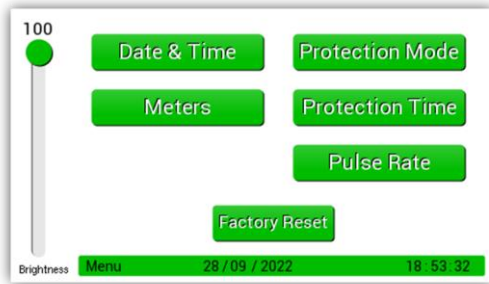 100
Date & Time
Protection Mode
Meters
Protection Time
Pulse Rate
Factory Reset
Brightness
Menu 28/09/2022 18:53:32